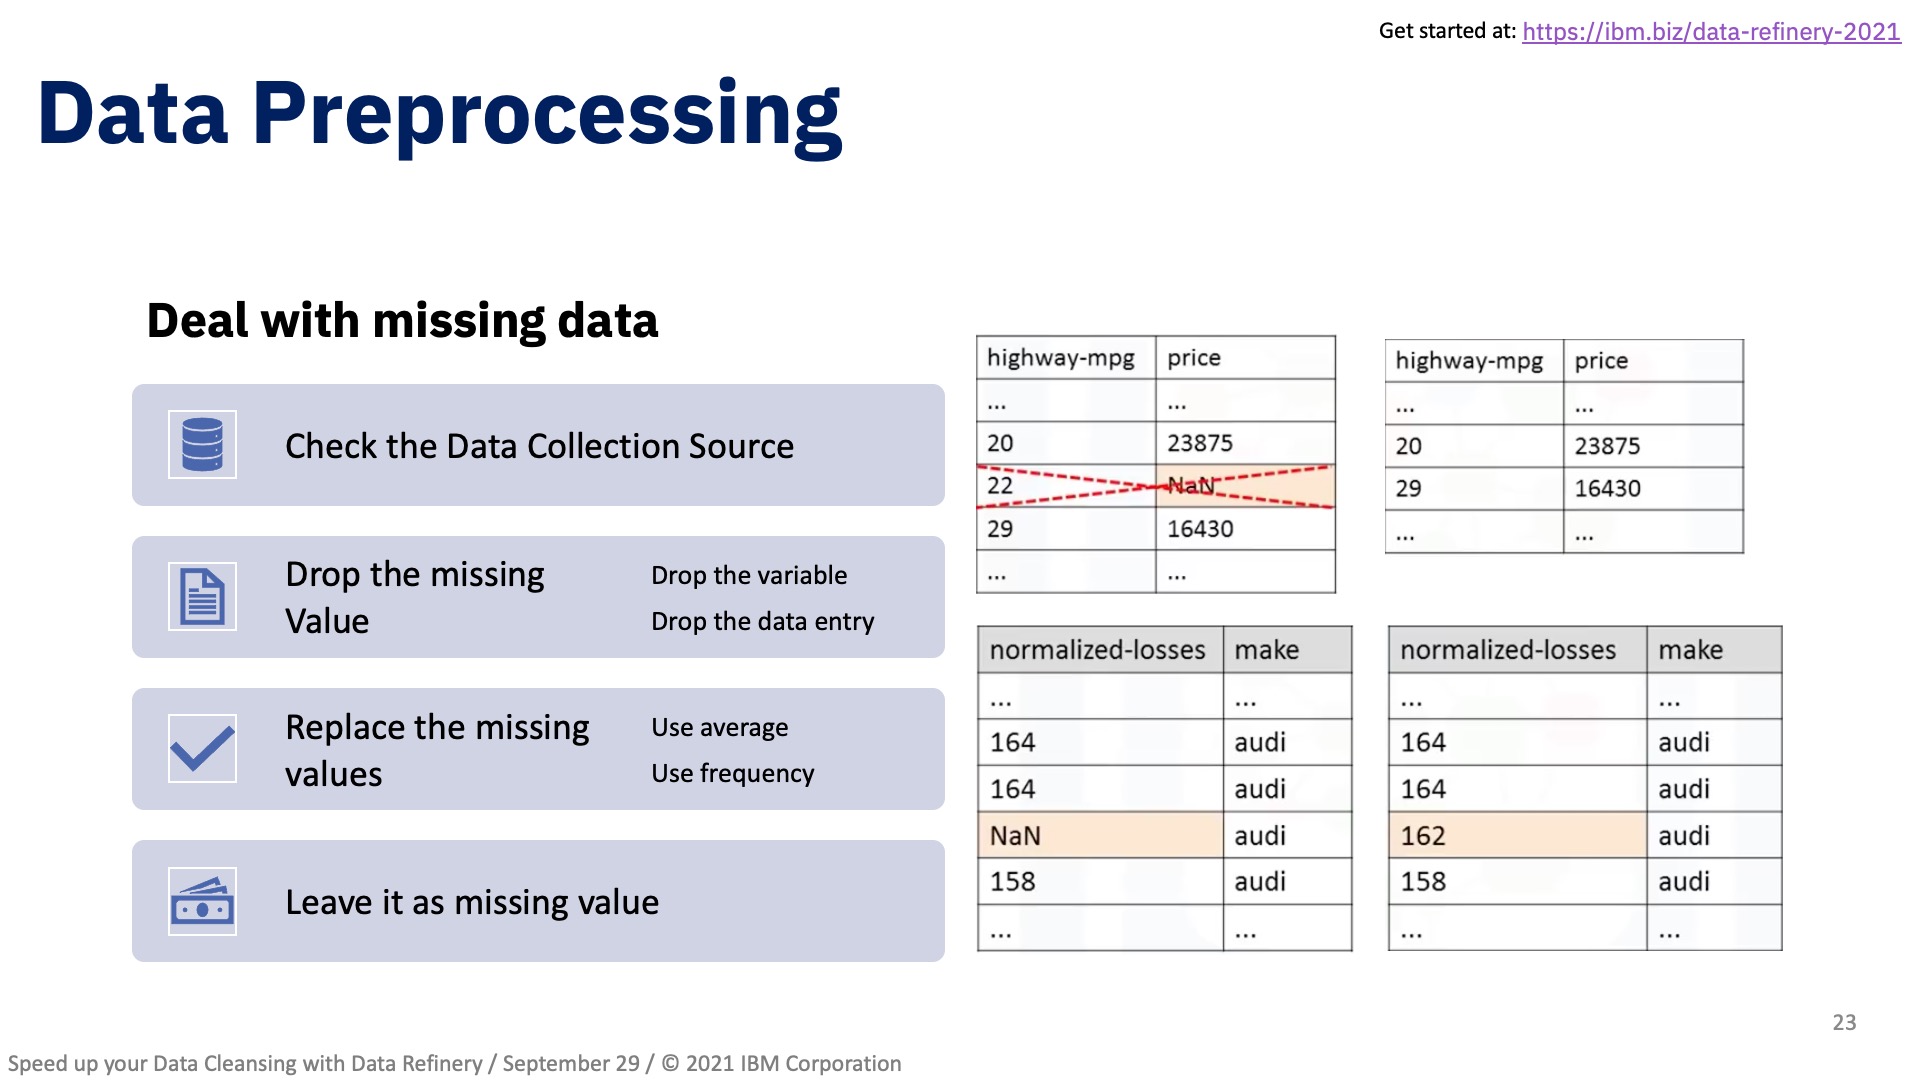 Get started at: https://ibm.biz/data-refinery-2021
Data Preprocessing
Deal with missing data
Check the Data Collection Source
Drop the missing
Value
Drop the variable
Drop the data entry
Replace the missing
values
Use average
Use frequency
Leave it as missing value
highway-mpg price
... ...
20 23875
22 NaN
29 16430
... ...
highway-mpg price
... ...
20 23875
29 16430
... ...
normalized-losses make
... ...
164 audi
164 audi
NaN audi
158 audi
... ...
normalized-losses make
... ...
164 audi
164 audi
162 audi
158 audi
... ...
23
Speed up your Data Cleansing with Data Refinery / September 29 / © 2021 IBM Corporation